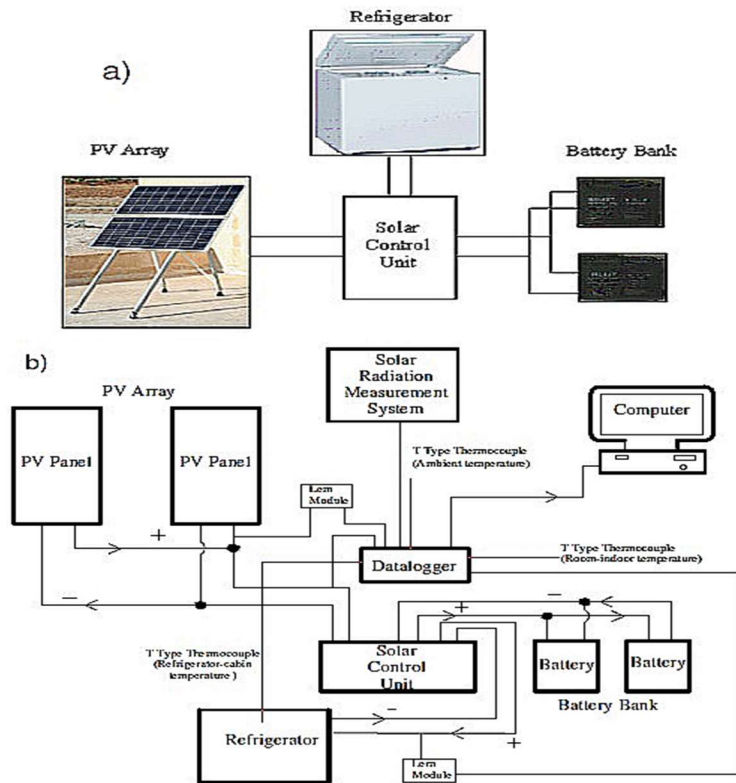 Refrigerator
a)
PV Array
Battery Bank
Solar
Control
Unit
b)
PV Array
Solar
Radiation
Measurement
System
Computer
PV Panel
PV Panel
T Type Thermocouple
(Ambient temperature)
Lem
Module
+
Datalogger
T Type Thermocouple
(Room-indoor temperature)
−
−
+
T Type Thermocouple
(Refrigerator-cabin
temperature)
Solar
Control
Unit
Battery
Battery
Battery Bank
−
Refrigerator
+
Lem
Module